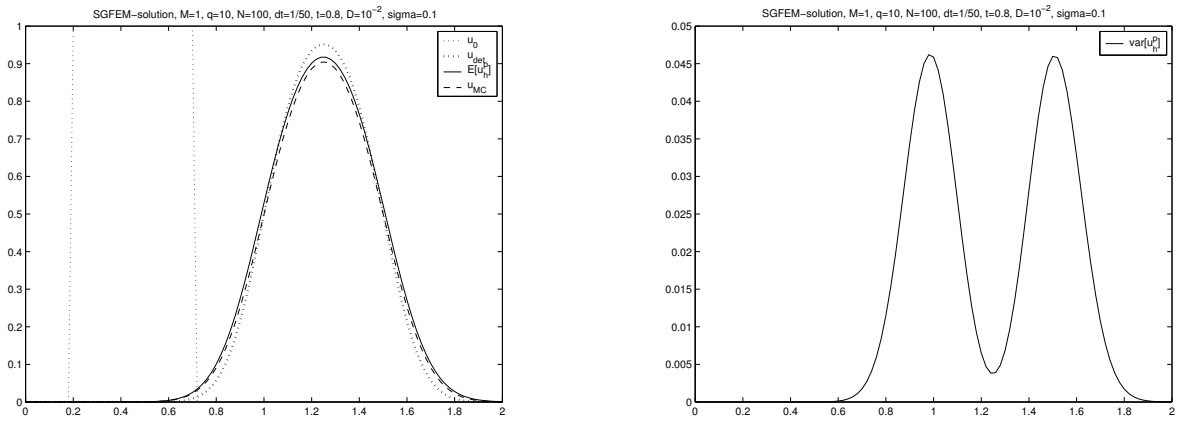 SGFEM−solution, M=1, q=10, N=100, dt=1/50, t=0.8, D=10⁻², sigma=0.1
u_0
u_det
E[u_h^p]
u_MC
1
0.9
0.8
0.7
0.6
0.5
0.4
0.3
0.2
0.1
0
0 0.2 0.4 0.6 0.8 1 1.2 1.4 1.6 1.8 2
SGFEM−solution, M=1, q=10, N=100, dt=1/50, t=0.8, D=10⁻², sigma=0.1
var[u_h^p]
0.05
0.045
0.04
0.035
0.03
0.025
0.02
0.015
0.01
0.005
0
0 0.2 0.4 0.6 0.8 1 1.2 1.4 1.6 1.8 2